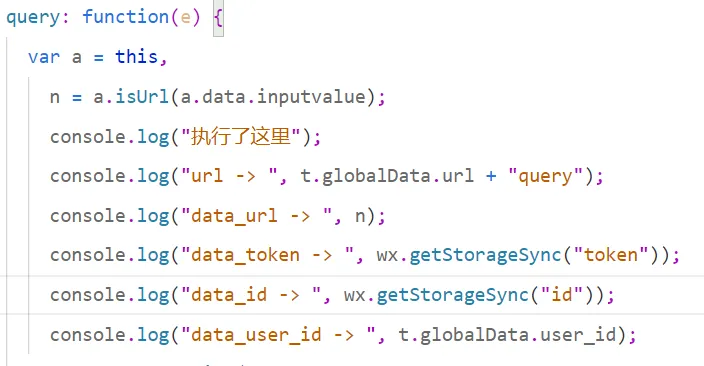 query: function(e) {
var a = this,
n = a.isUrl(a.data.inputvalue);
console.log("执行了这里");
console.log("url -> ", t.globalData.url + "query");
console.log("data_url -> ", n);
console.log("data_token -> ", wx.getStorageSync("token"));
console.log("data_id -> ", wx.getStorageSync("id"));
console.log("data_user_id -> ", t.globalData.user_id);